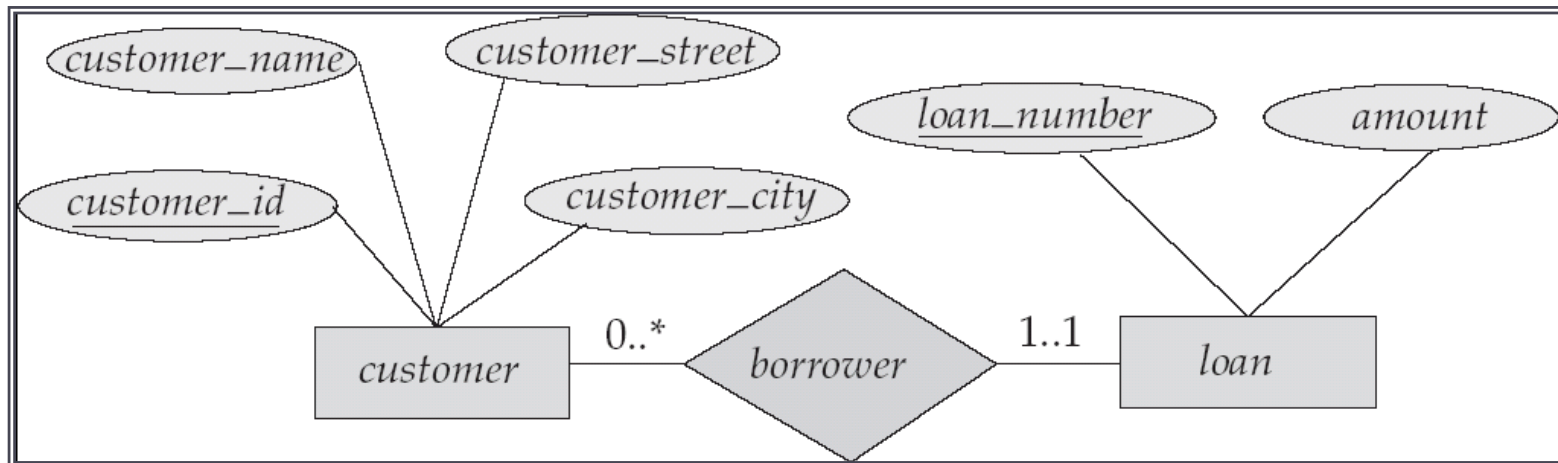 customer_name
customer_street
loan_number
amount
customer_id
customer_city
0..*
1..1
customer
borrower
loan